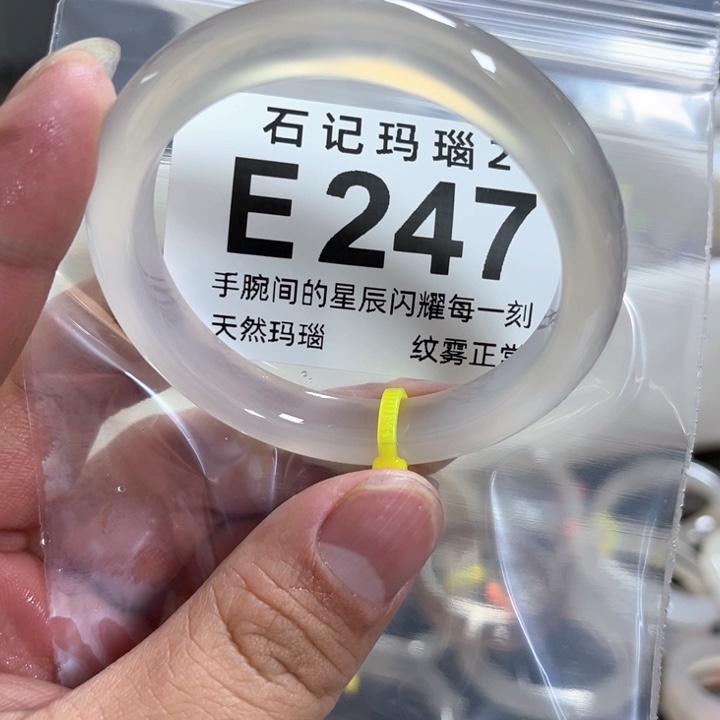 石记玛瑙2
E247
手腕间的星辰闪耀每一刻
天然玛瑙 纹雾正常